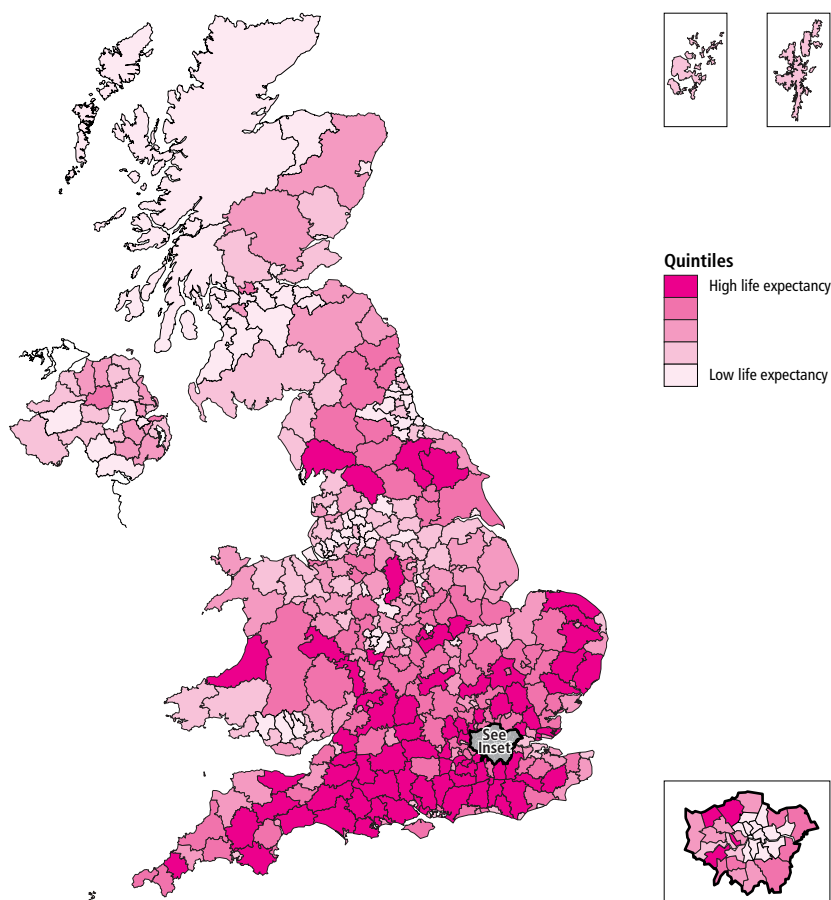 Quintiles
High life expectancy
Low life expectancy
See
Inset